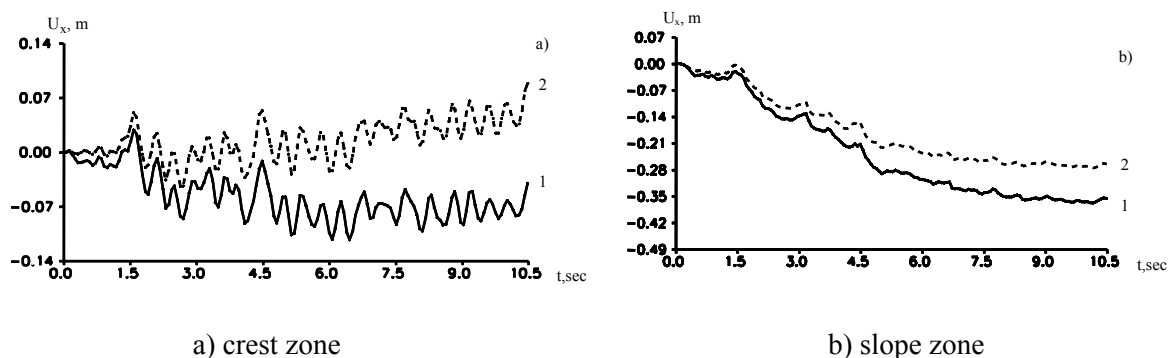 U_x, m
a)
0.14
0.07
0.00
−0.07
−0.14
0.0 1.5 3.0 4.5 6.0 7.5 9.0 10.5
t,sec
2
1
a) crest zone
U_x, m
b)
0.07
0.00
−0.07
−0.14
−0.21
−0.28
−0.35
−0.42
−0.49
0.0 1.5 3.0 4.5 6.0 7.5 9.0 10.5
t,sec
2
1
b) slope zone